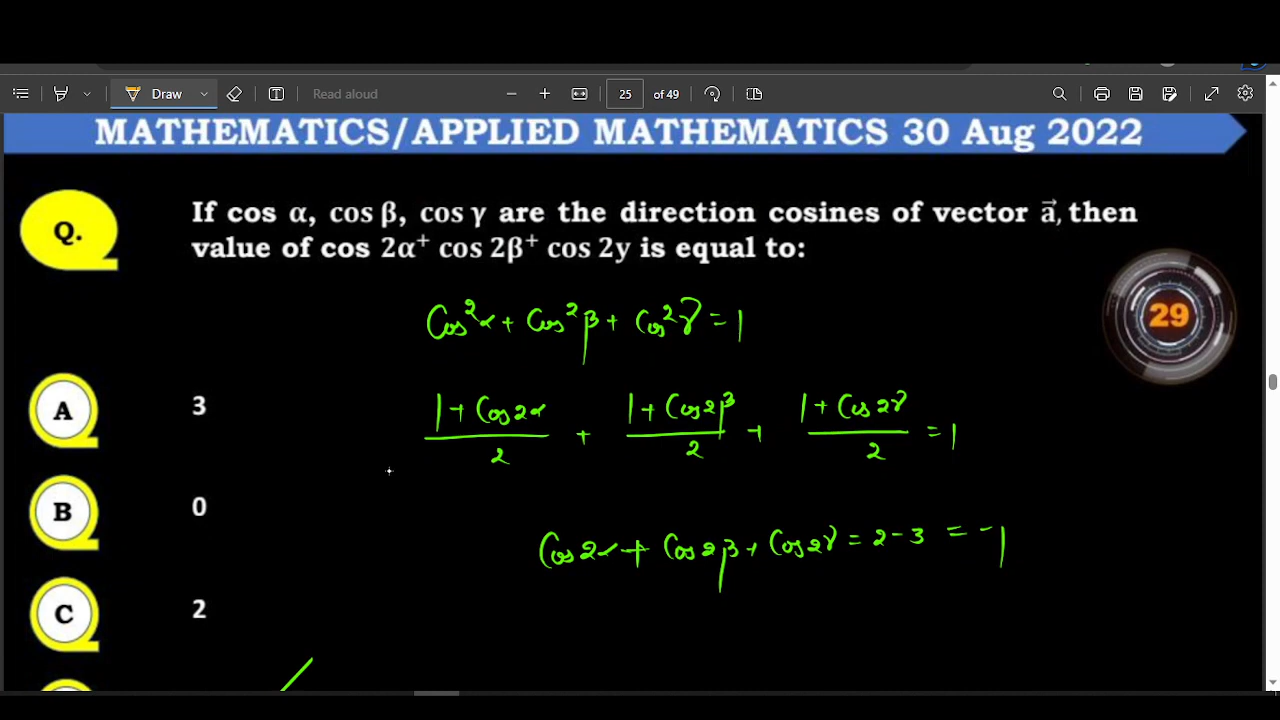 Draw
Read aloud
25 of 49
MATHEMATICS/APPLIED MATHEMATICS 30 Aug 2022
Q. If cos α, cos β, cos γ are the direction cosines of vector a⃗, then
value of cos 2α⁺ cos 2β⁺ cos 2y is equal to:
29
Cos²α + Cos²β + Cos²γ = 1
A 3
(1 + Cos2α)/2 + (1 + Cos2β)/2 + (1 + Cos2γ)/2 = 1
B 0
Cos2α + Cos2β + Cos2γ = 2 - 3 = -1
C 2